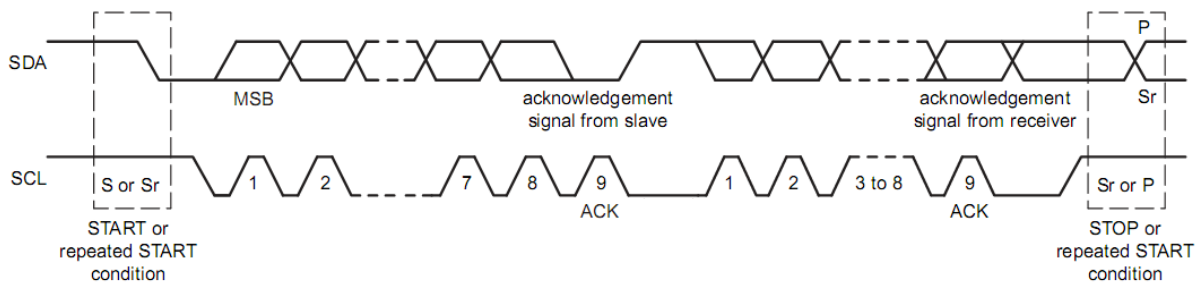 P
SDA
MSB
acknowledgement
signal from slave
acknowledgement
signal from receiver
Sr
SCL
S or Sr
1
2
7
8
9
1
2
3 to 8
9
Sr or P
ACK
ACK
START or
repeated START
condition
STOP or
repeated START
condition